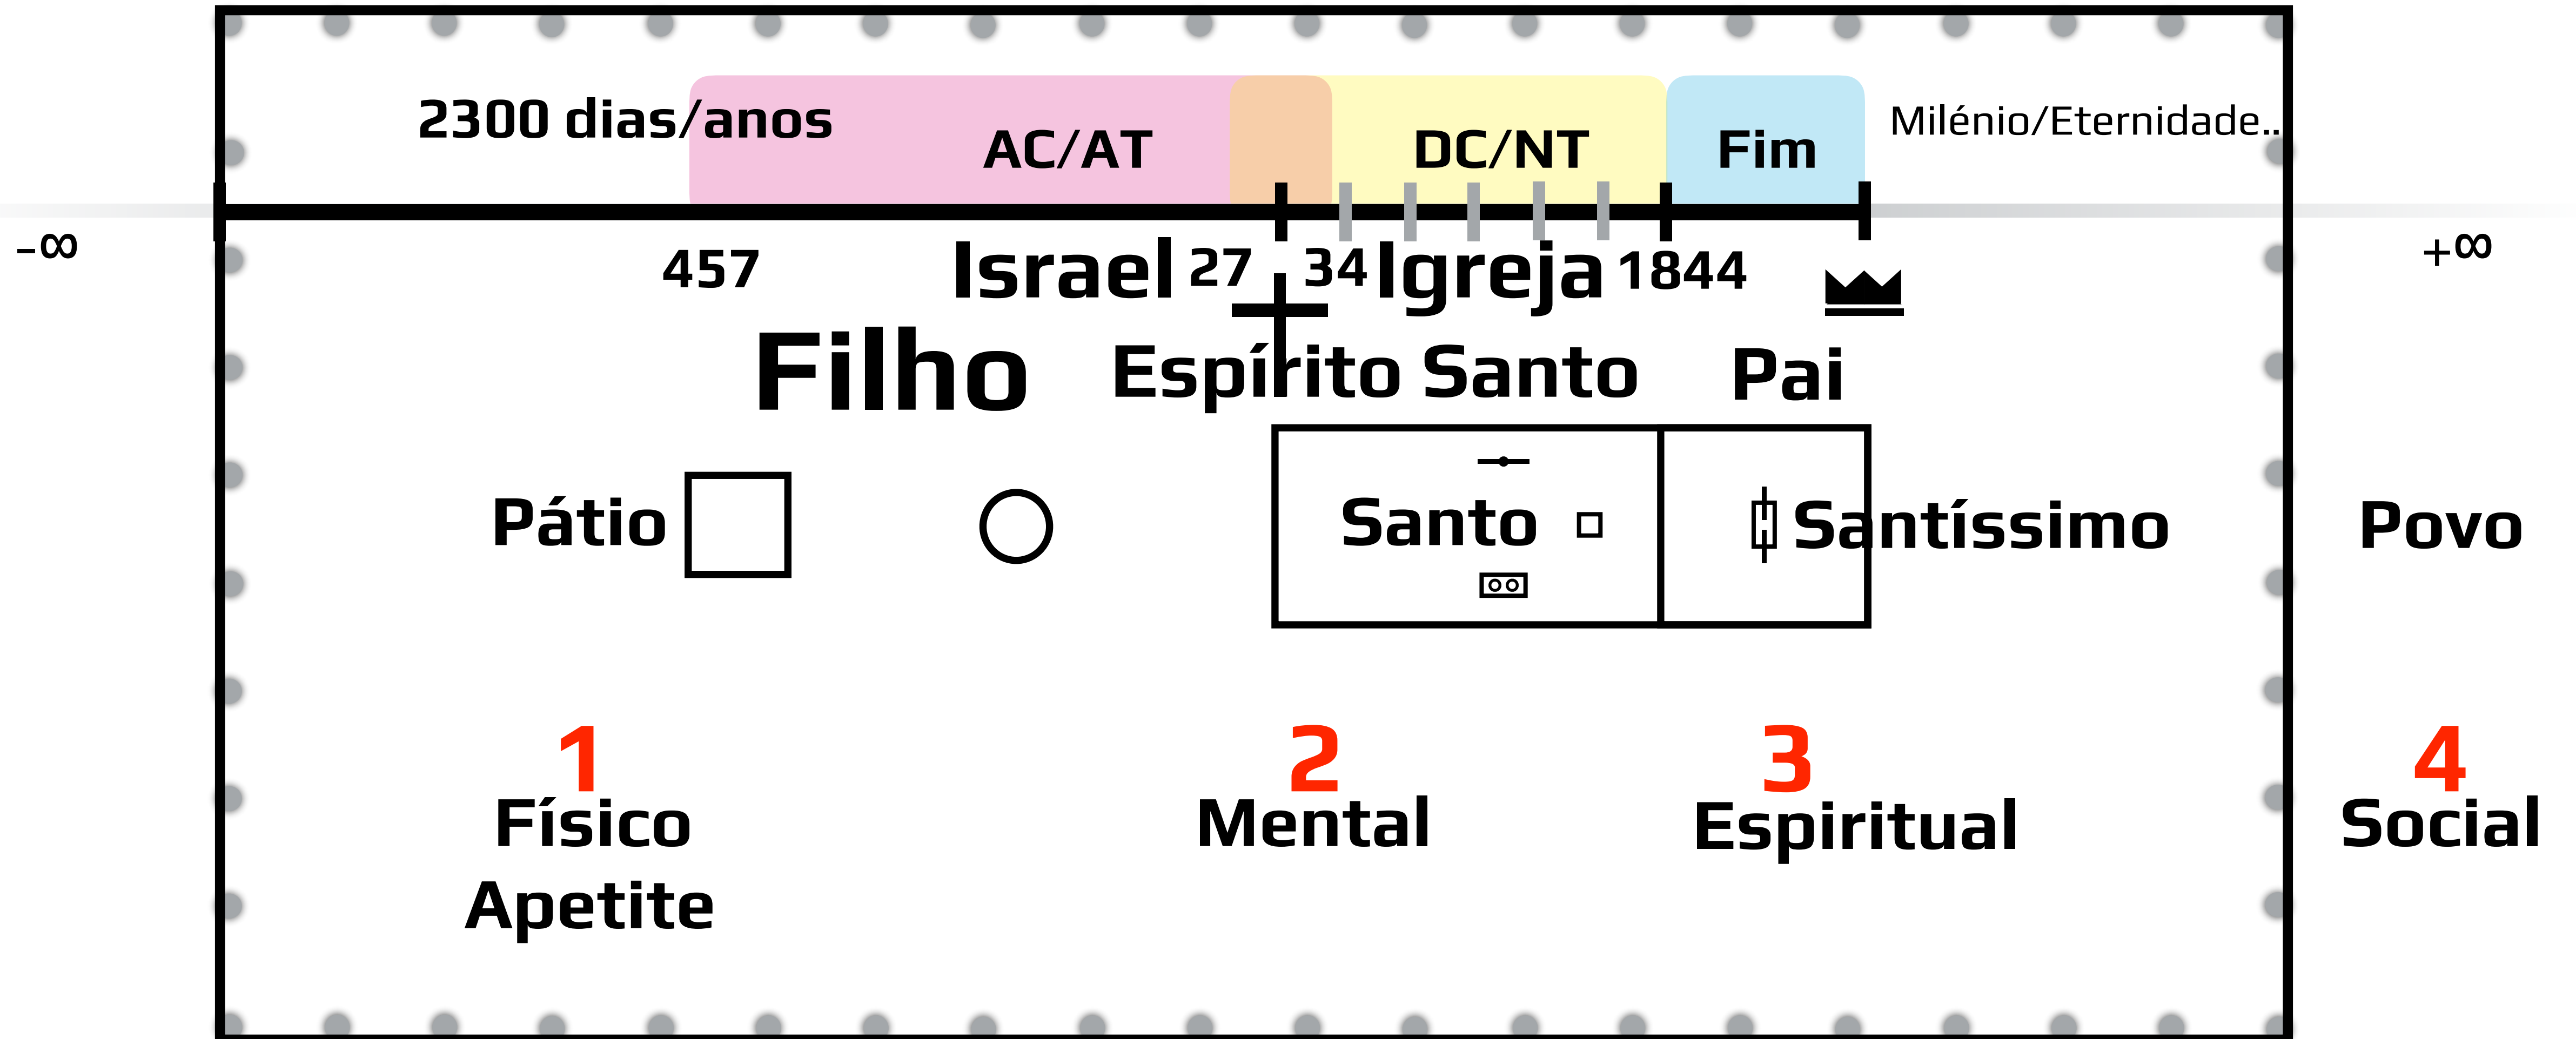 2300 dias/anos
AC/AT
DC/NT
Fim
Milénio/Eternidade..
-∞
+∞
457
Israel
27
34
Igreja
1844
Filho
Espírito Santo
Pai
Pátio
Santo
Santíssimo
Povo
1
2
3
4
Físico
Mental
Espiritual
Social
Apetite